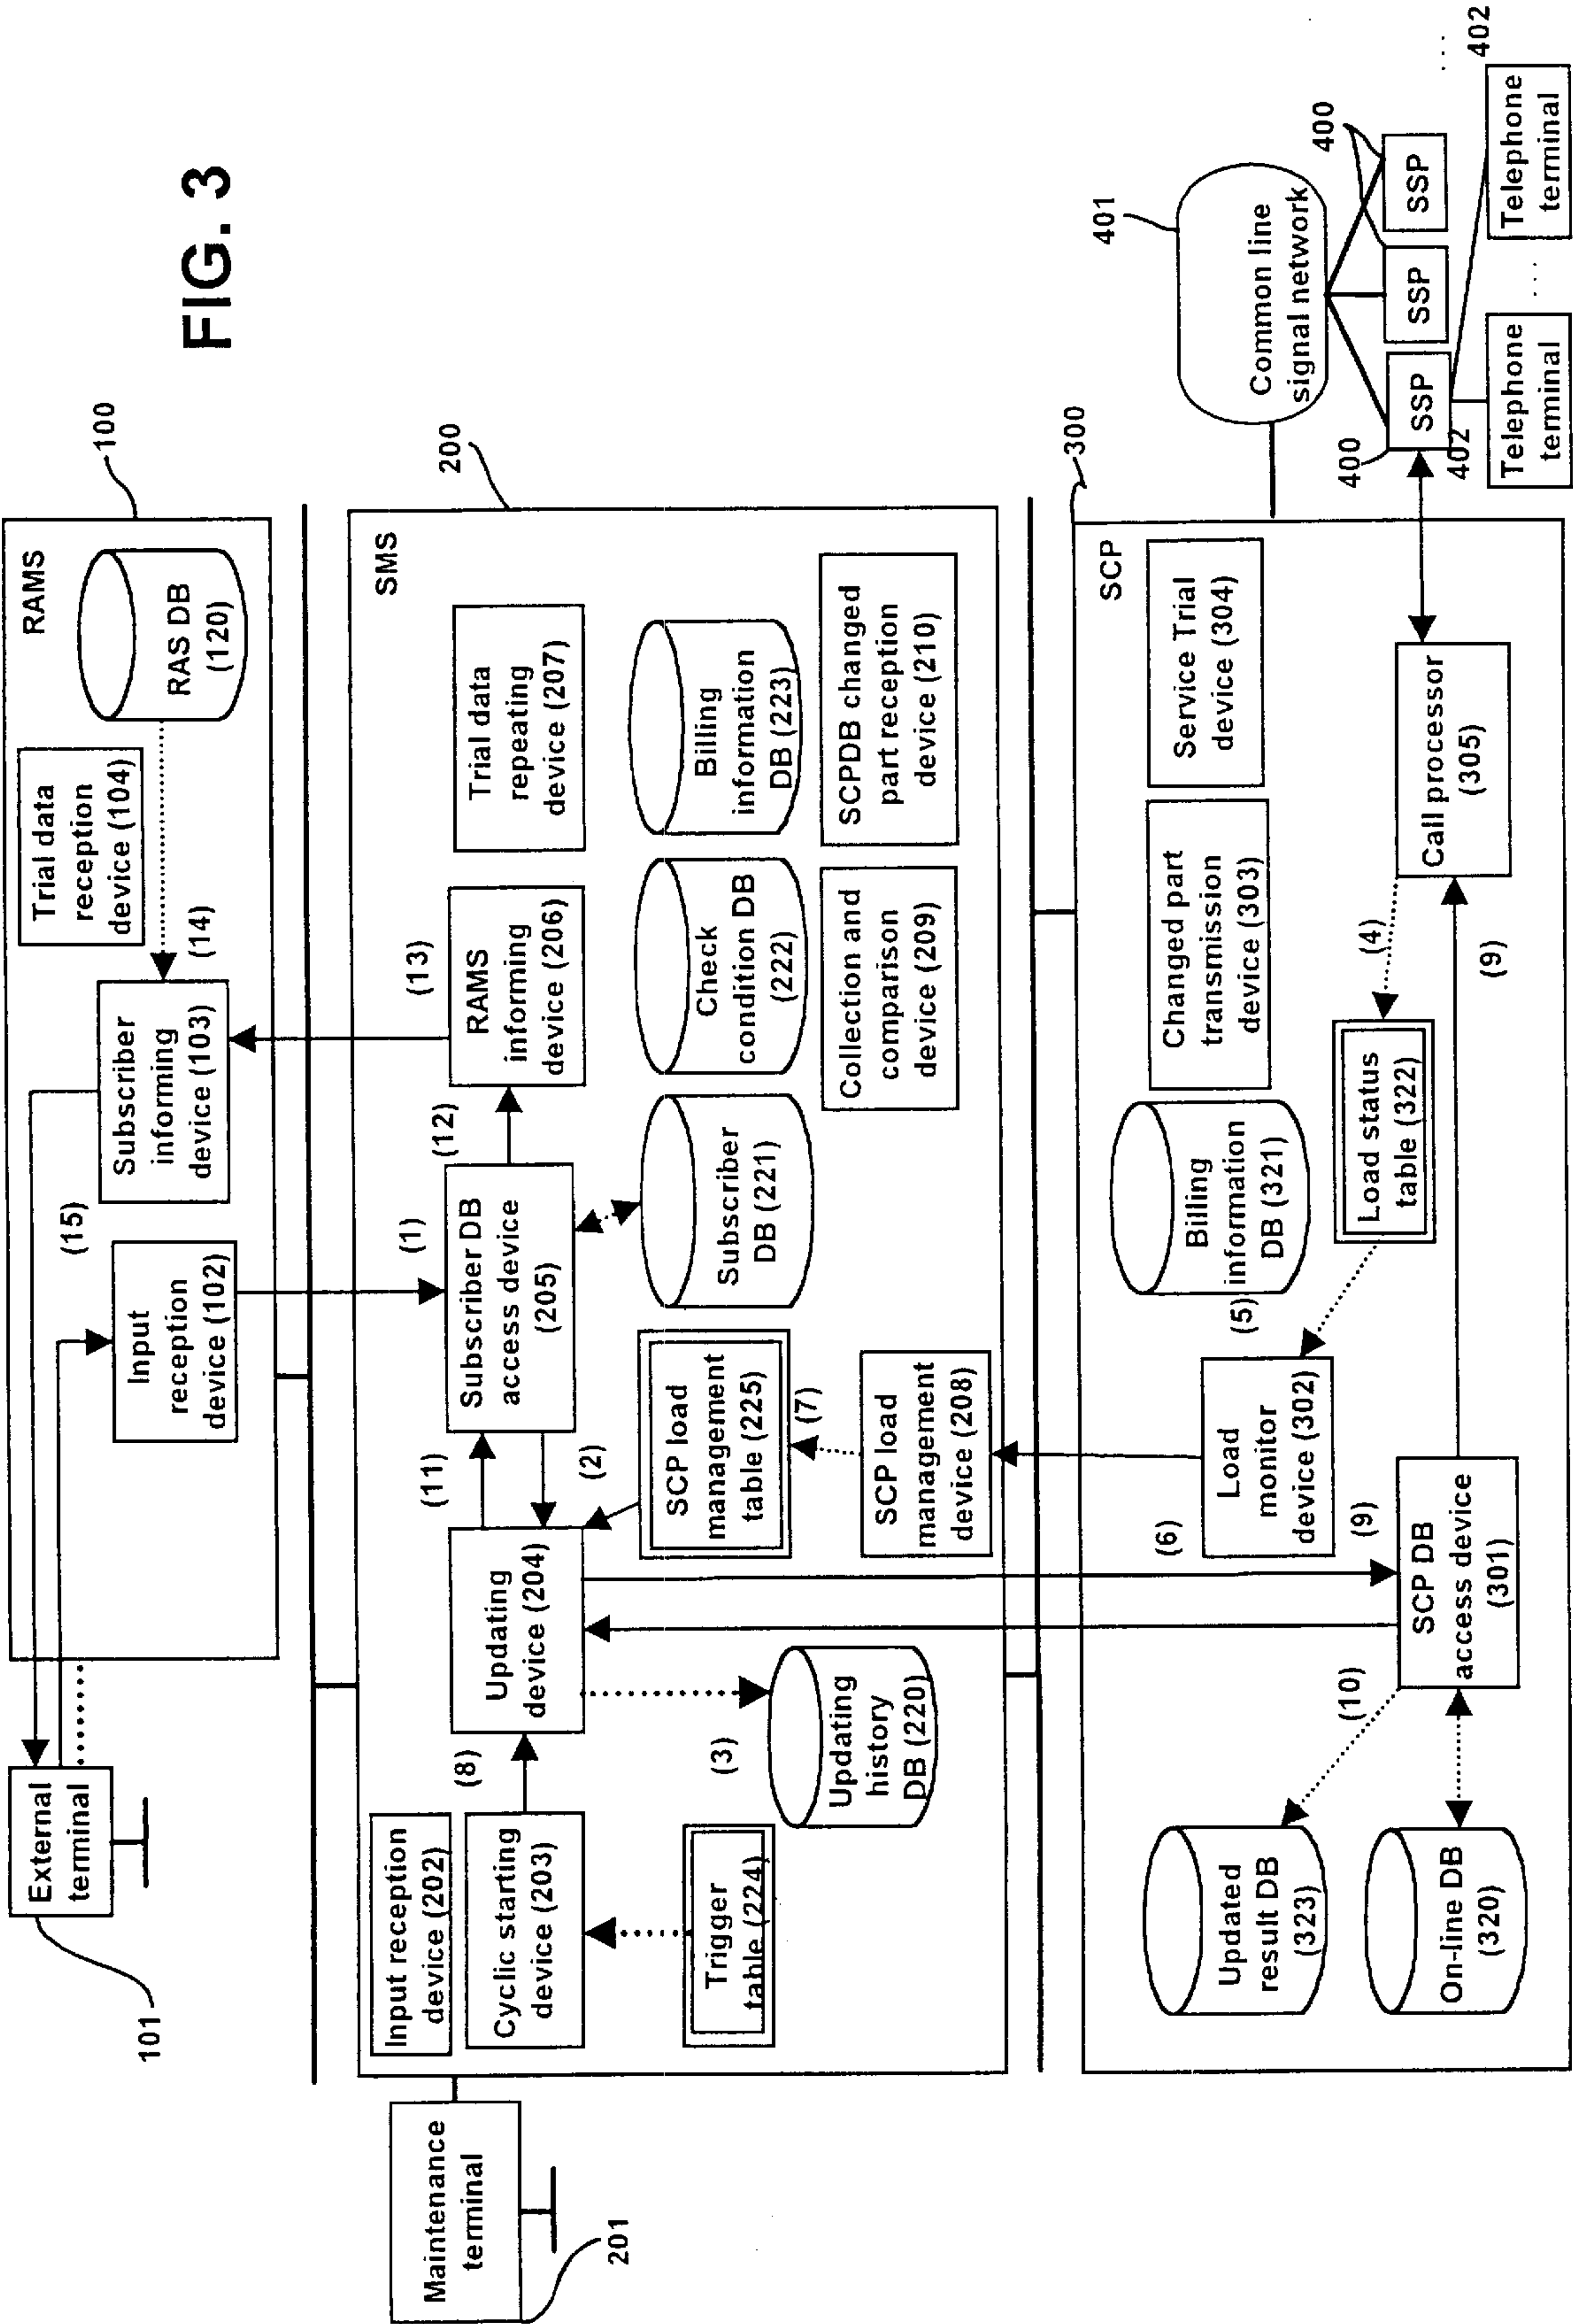 FIG. 3
External
terminal
101
RAMS
100
Input
reception
device (102)
(15)
Subscriber
informing
device (103)
(14)
Trial data
reception
device (104)
RAS DB
(120)
Maintenance
terminal
201
SMS
200
Input reception
device (202)
Cyclic starting
device (203)
Trigger
table (224)
(8)
Updating
device (204)
(3)
Updating
history
DB (220)
(11)
(2)
Subscriber DB
access device
(205)
(1)
(12)
RAMS
informing
device (206)
(13)
Trial data
repeating
device (207)
SCP load
management
table (225)
(7)
SCP load
management
device (208)
Subscriber
DB (221)
Check
condition DB
(222)
Billing
information
DB (223)
Collection and
comparison
device (209)
SCPDB changed
part reception
device (210)
SCP
300
Updated
result DB
(323)
On-line DB
(320)
(10)
SCP DB
access device
(301)
(9)
(6)
Load
monitor
device (302)
(5)
Billing
information
DB (321)
Load status
table (322)
(4)
Changed part
transmission
device (303)
Service Trial
device (304)
Call processor
(305)
(9)
401
Common line
signal network
400
400
SSP
SSP
SSP
402
402
Telephone
terminal
...
Telephone
terminal
...